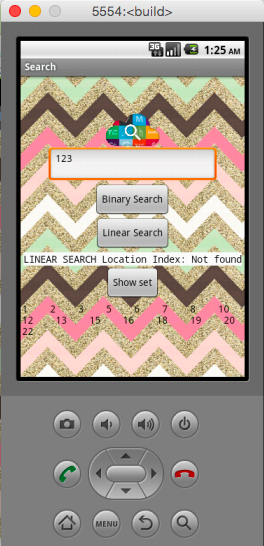 5554:<build>
3G
1:25 AM
Search
123
Binary Search
Linear Search
LINEAR SEARCH Location Index: Not found
Show set
1 2 3 5 6 7 8 10
12 13 15 16 17 18 19 20
22
MENU